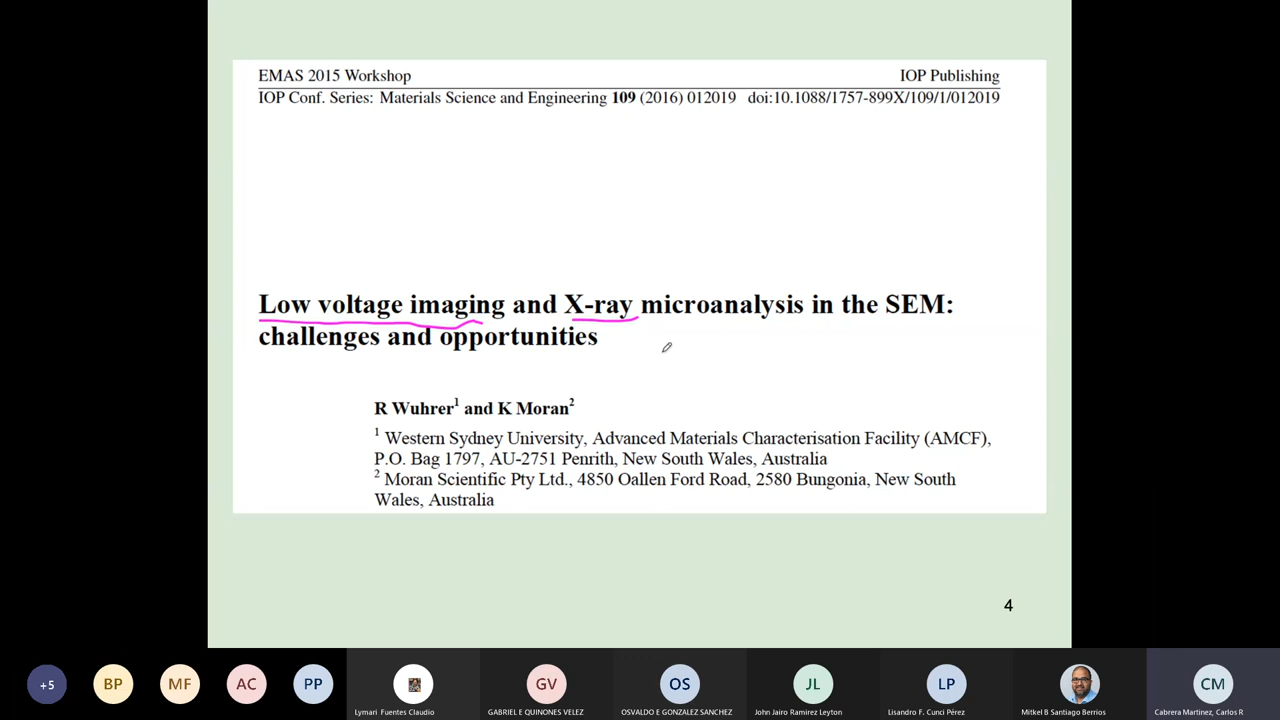 EMAS 2015 Workshop IOP Publishing
IOP Conf. Series: Materials Science and Engineering 109 (2016) 012019 doi:10.1088/1757-899X/109/1/012019
Low voltage imaging and X-ray microanalysis in the SEM:
challenges and opportunities
R Wuhrer1 and K Moran2
1 Western Sydney University, Advanced Materials Characterisation Facility (AMCF),
P.O. Bag 1797, AU-2751 Penrith, New South Wales, Australia
2 Moran Scientific Pty Ltd., 4850 Oallen Ford Road, 2580 Bungonia, New South
Wales, Australia
4
+5 BP MF AC PP GV OS JL LP CM
Lymari Fuentes Claudio GABRIEL E QUINONES VELEZ OSVALDO E GONZALEZ SANCHEZ John Jairo Ramirez Leyton Lisandro F. Cunci Pérez Mitkel B Santiago Berrios Cabrera Martinez, Carlos R